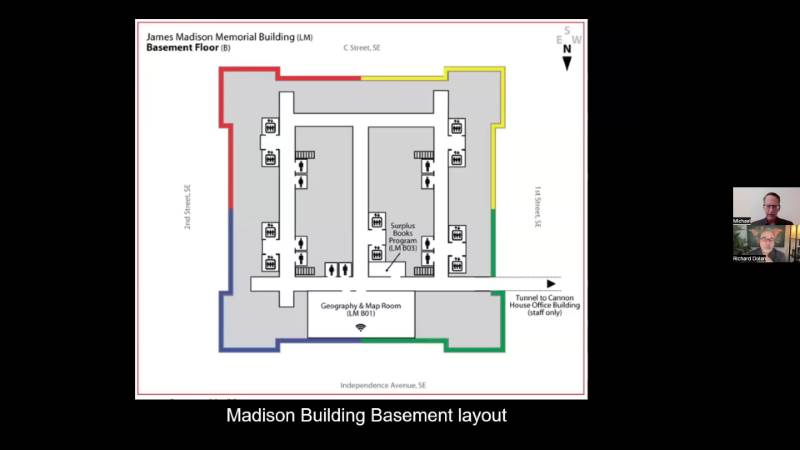 James Madison Memorial Building (LM)
Basement Floor (B)
C Street, SE
S
E W
N
2nd Street, SE
1st Street, SE
Surplus
Books
Program
(LM B03)
Geography & Map Room
(LM B01)
Tunnel to Cannon
House Office Building
(staff only)
Independence Avenue, SE
Madison Building Basement layout
Michael
Richard Dolan